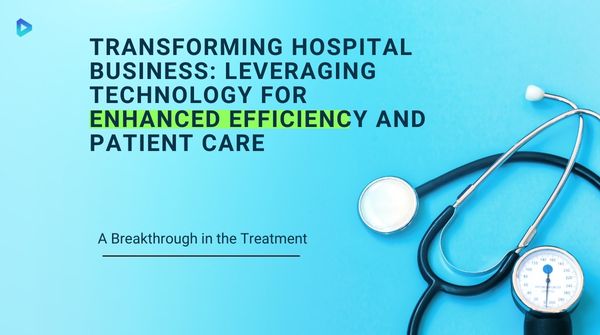 TRANSFORMING HOSPITAL
BUSINESS: LEVERAGING
TECHNOLOGY FOR
ENHANCED EFFICIENCY AND
PATIENT CARE
A Breakthrough in the Treatment